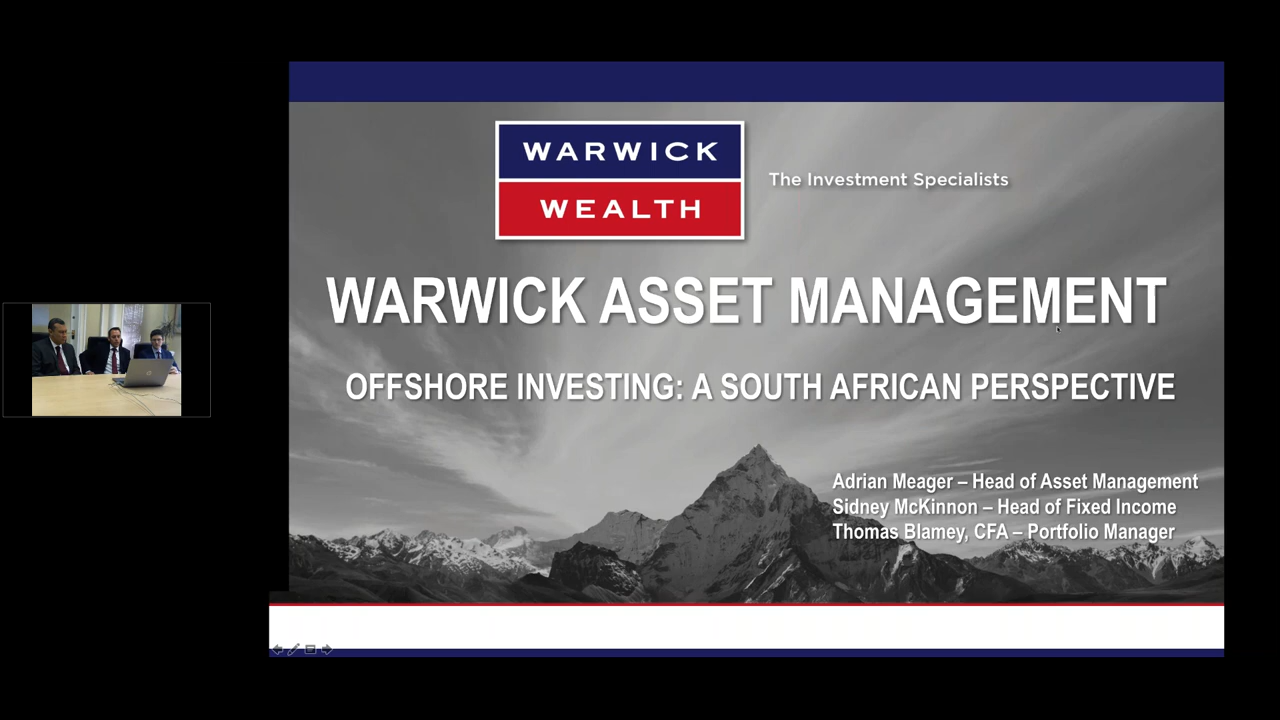 WARWICK
WEALTH
The Investment Specialists
WARWICK ASSET MANAGEMENT
OFFSHORE INVESTING: A SOUTH AFRICAN PERSPECTIVE
Adrian Meager – Head of Asset Management
Sidney McKinnon – Head of Fixed Income
Thomas Blamey, CFA – Portfolio Manager